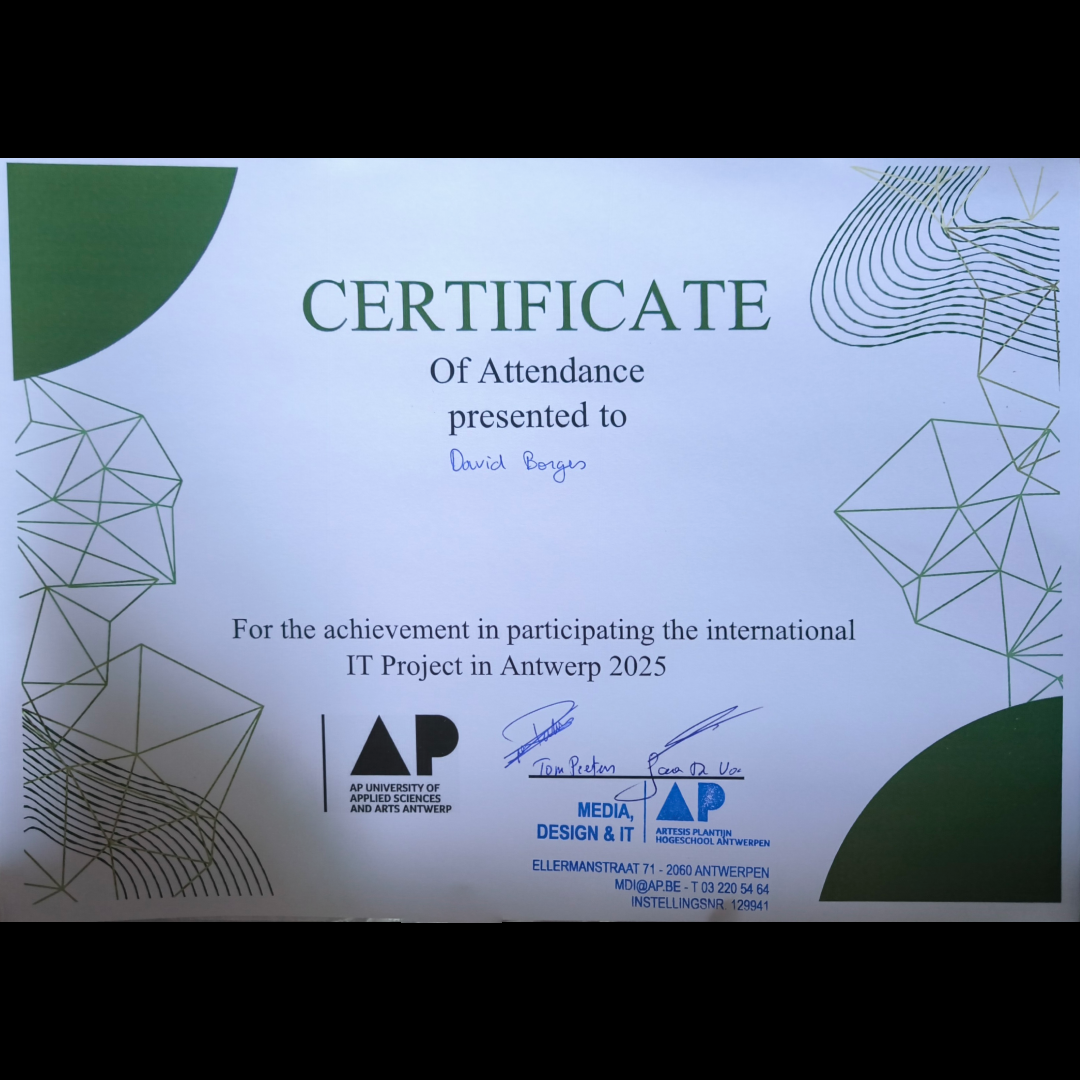 CERTIFICATE
Of Attendance
presented to
David Borges
For the achievement in participating the international
IT Project in Antwerp 2025
AP
AP UNIVERSITY OF
APPLIED SCIENCES
AND ARTS ANTWERP
Tom Peeters
MEDIA,
DESIGN & IT
AP
ARTESIS PLANTIJN
HOGESCHOOL ANTWERPEN
ELLERMANSTRAAT 71 - 2060 ANTWERPEN
MDI@AP.BE - T 03 220 54 64
INSTELLINGSNR. 129941